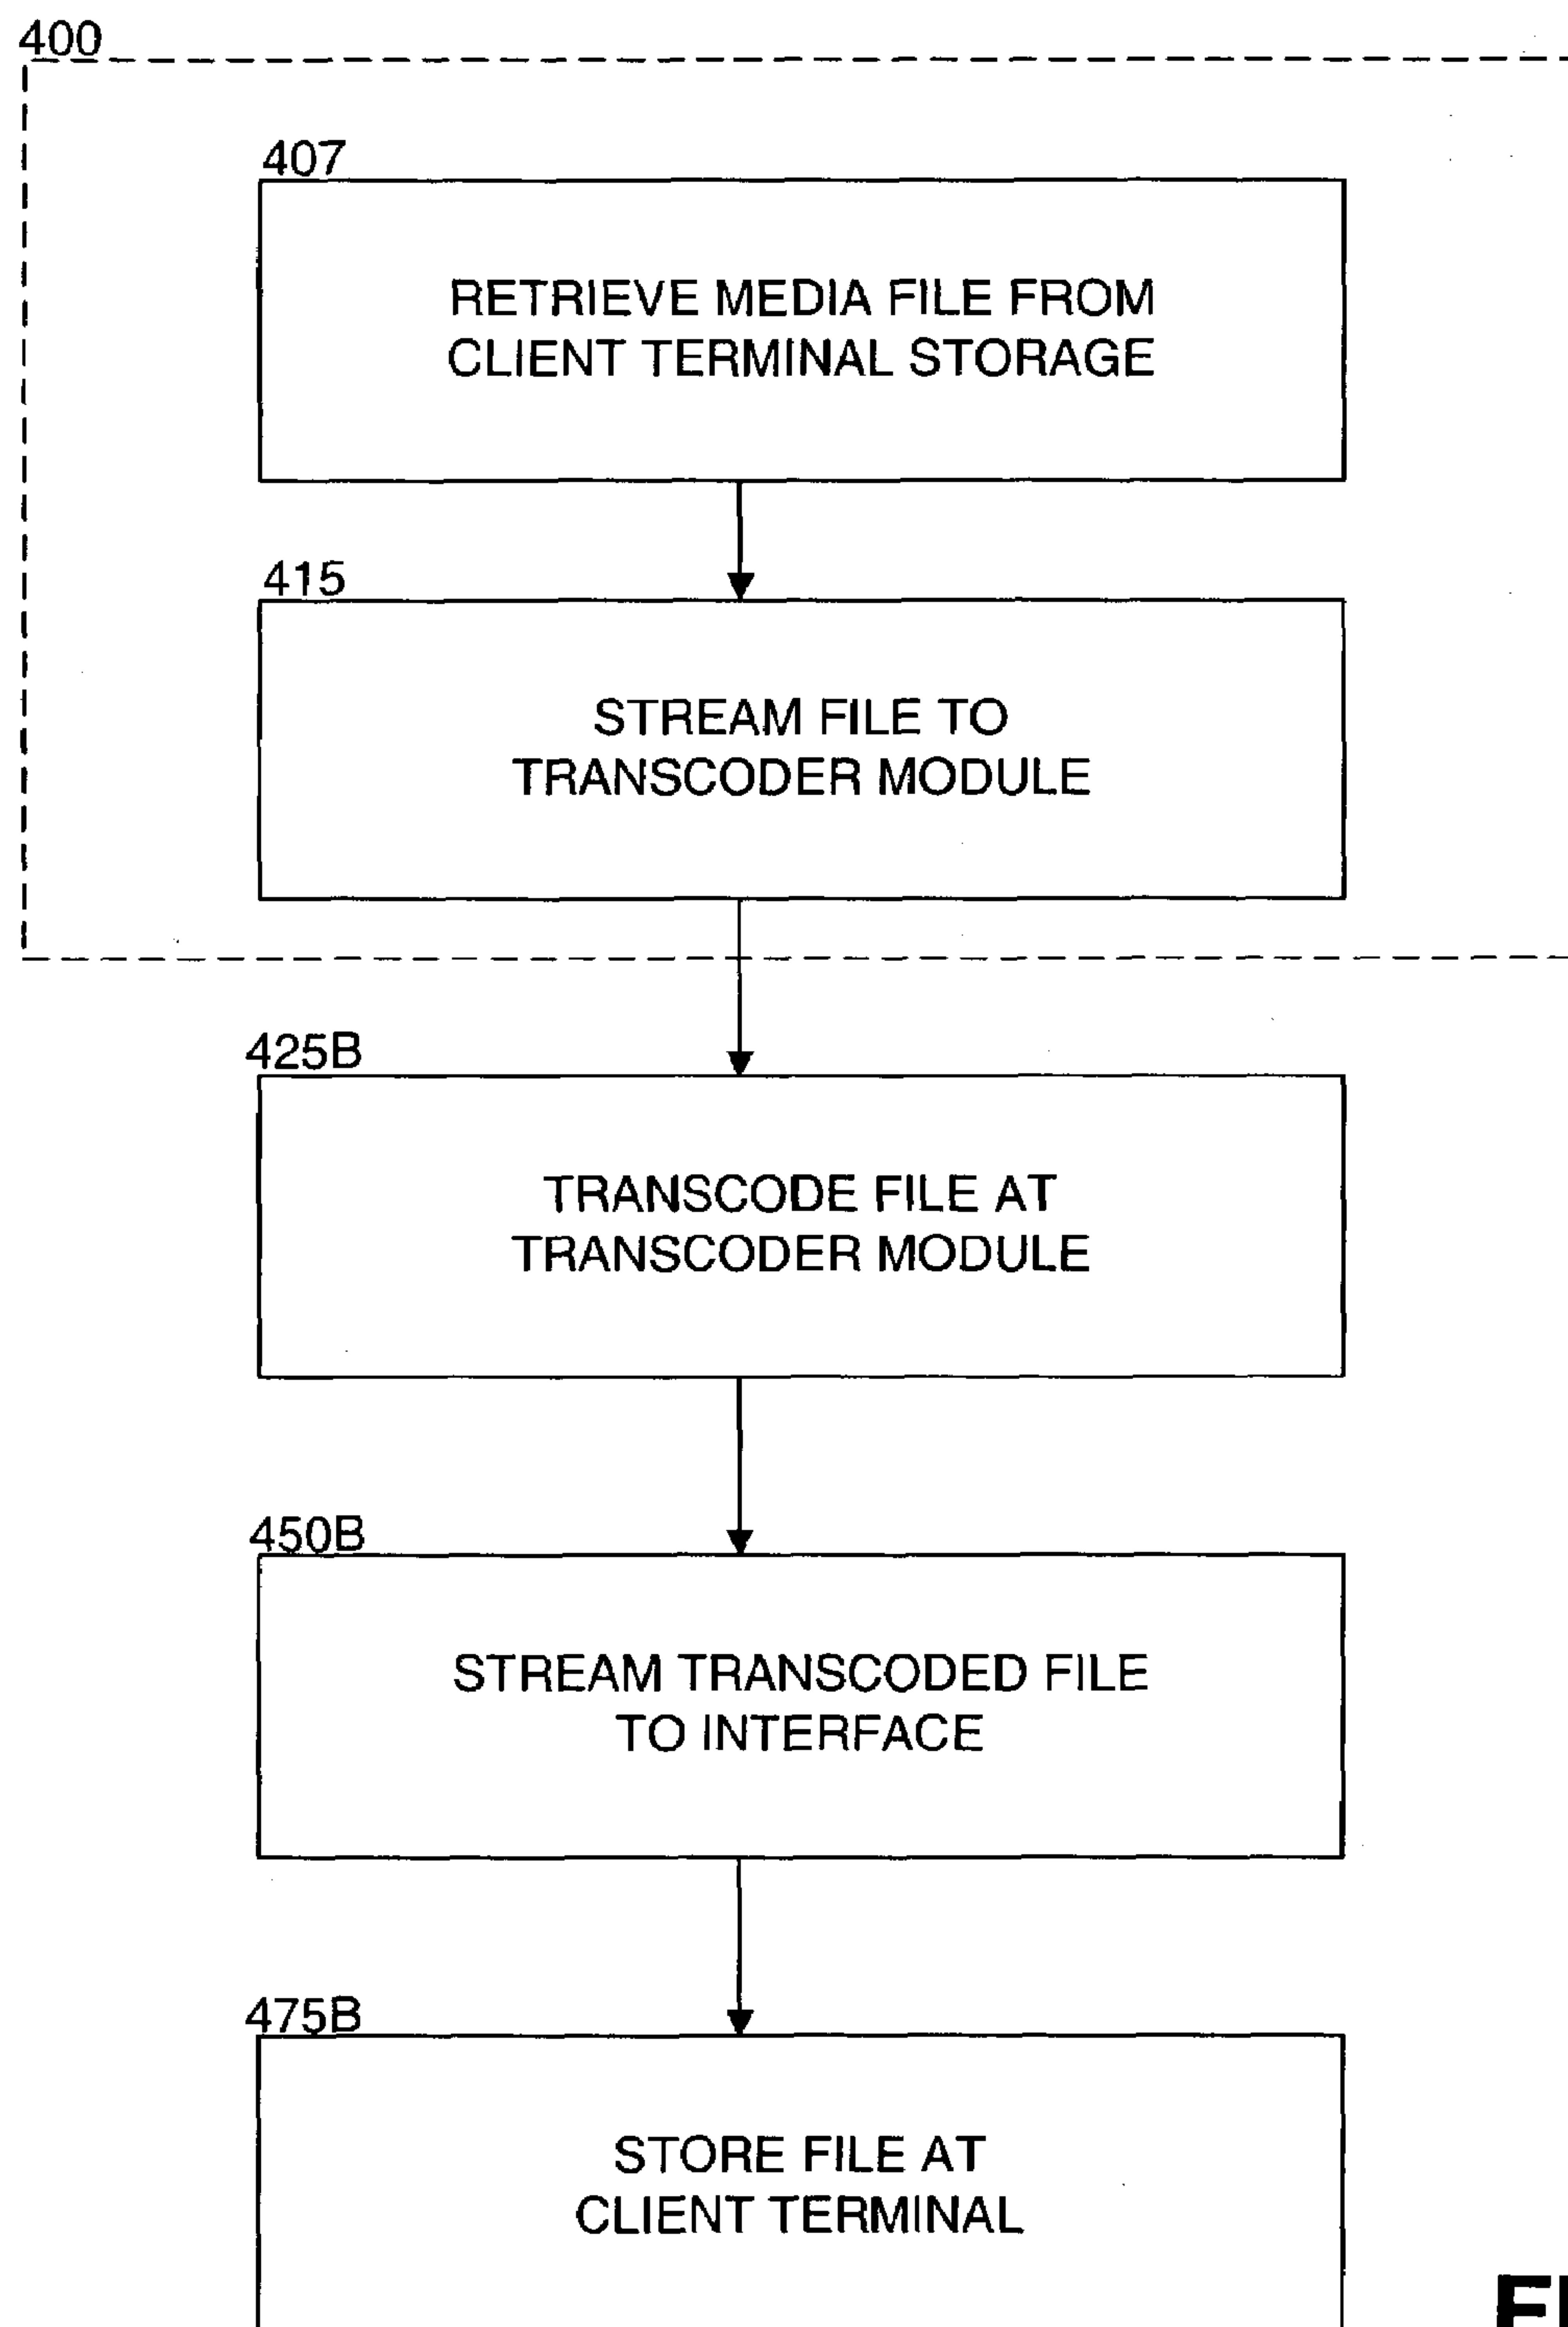 400
407
RETRIEVE MEDIA FILE FROM
CLIENT TERMINAL STORAGE
415
STREAM FILE TO
TRANSCODER MODULE
425B
TRANSCODE FILE AT
TRANSCODER MODULE
450B
STREAM TRANSCODED FILE
TO INTERFACE
475B
STORE FILE AT
CLIENT TERMINAL